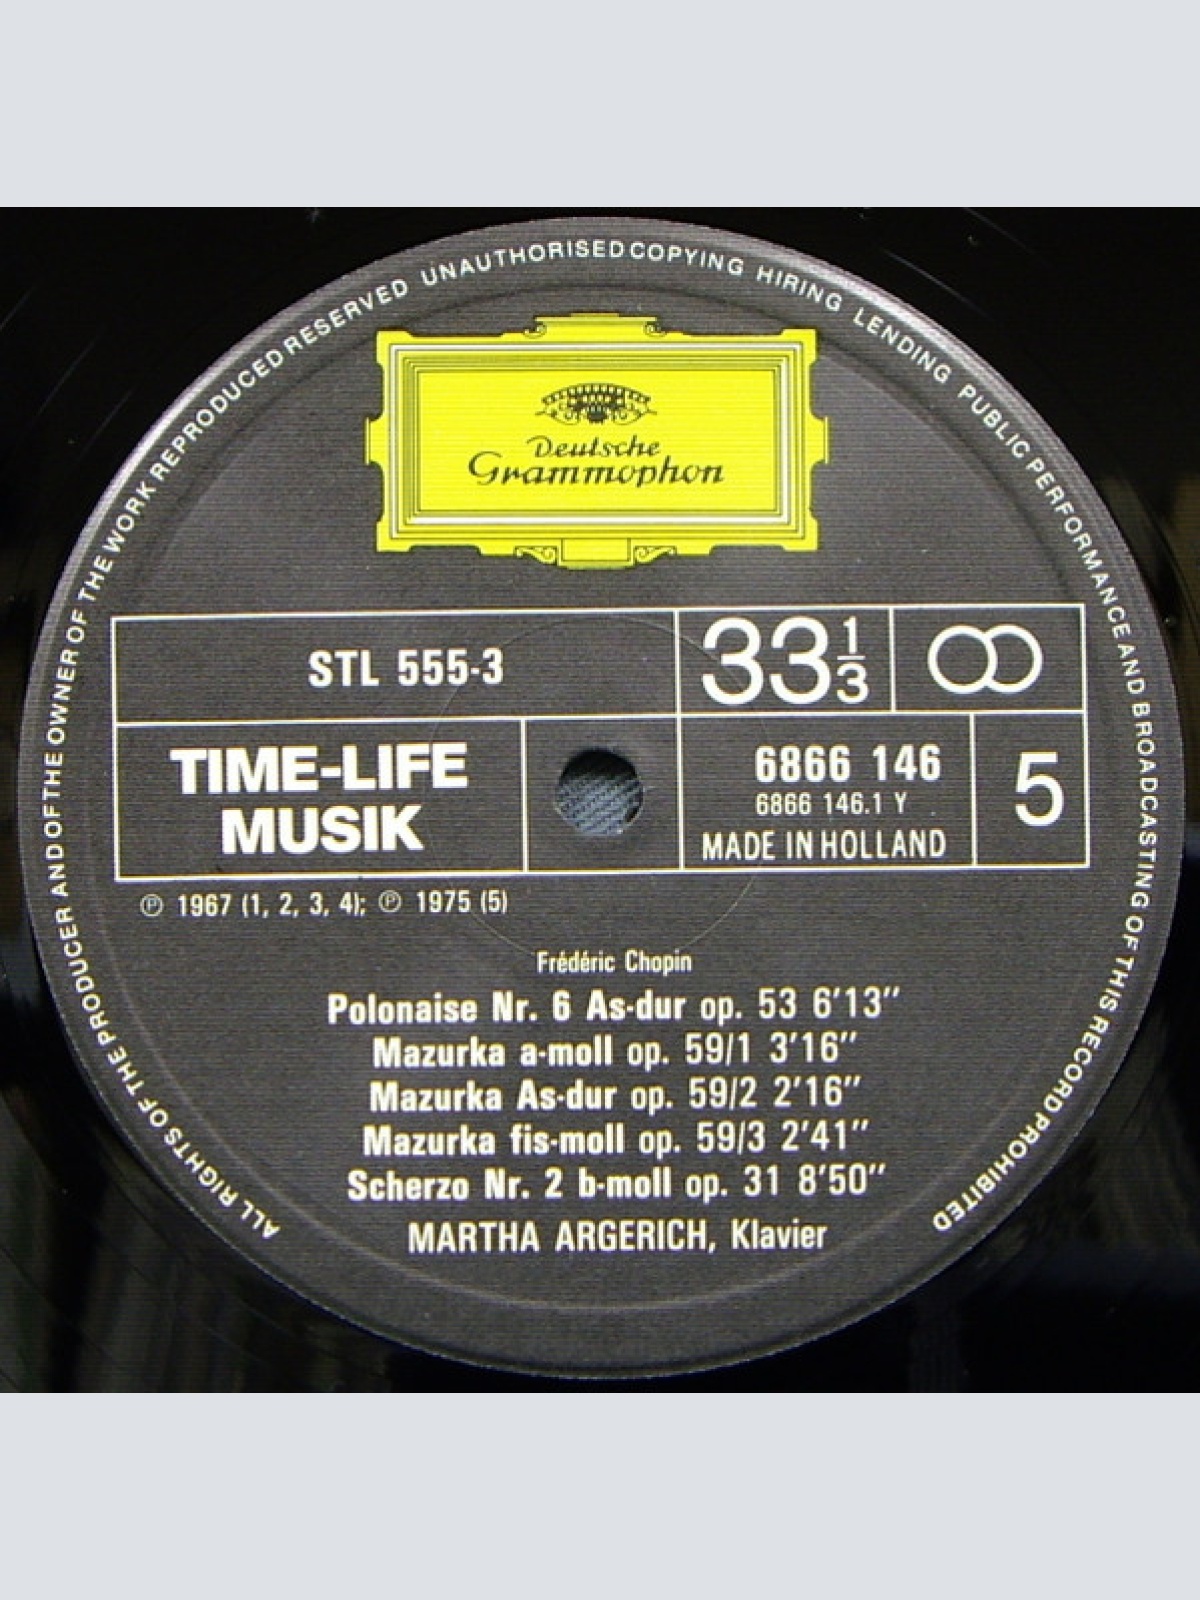 ALL RIGHTS OF THE PRODUCER AND OF THE OWNER OF THE WORK REPRODUCED RESERVED UNAUTHORISED COPYING HIRING LENDING PUBLIC PERFORMANCE AND BROADCASTING OF THIS RECORD PROHIBITED
Deutsche
Grammophon
STL 555-3
33 1/3
TIME-LIFE
MUSIK
6866 146
6866 146.1 Y
MADE IN HOLLAND
5
℗ 1967 (1, 2, 3, 4); ℗ 1975 (5)
Frédéric Chopin
Polonaise Nr. 6 As-dur op. 53 6'13''
Mazurka a-moll op. 59/1 3'16''
Mazurka As-dur op. 59/2 2'16''
Mazurka fis-moll op. 59/3 2'41''
Scherzo Nr. 2 b-moll op. 31 8'50''
MARTHA ARGERICH, Klavier